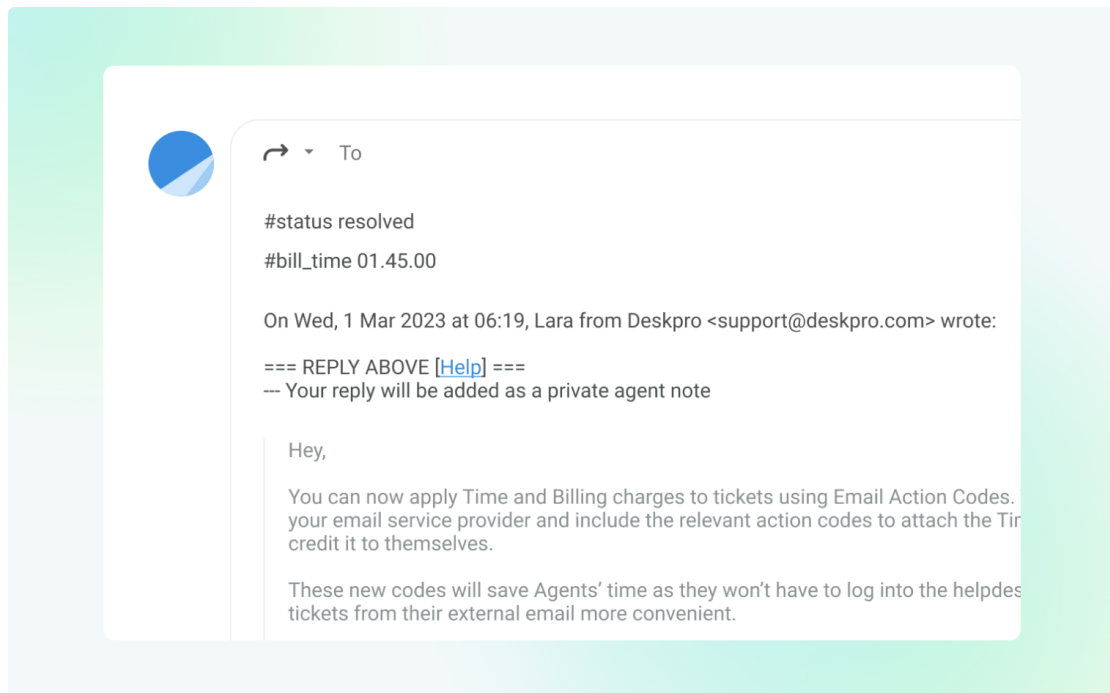 To
#status resolved
#bill_time 01.45.00
On Wed, 1 Mar 2023 at 06:19, Lara from Deskpro <support@deskpro.com> wrote:
=== REPLY ABOVE [Help] ===
--- Your reply will be added as a private agent note
Hey,
You can now apply Time and Billing charges to tickets using Email Action Codes.
your email service provider and include the relevant action codes to attach the
credit it to themselves.
These new codes will save Agents’ time as they won’t have to log into the
tickets from their external email more convenient.